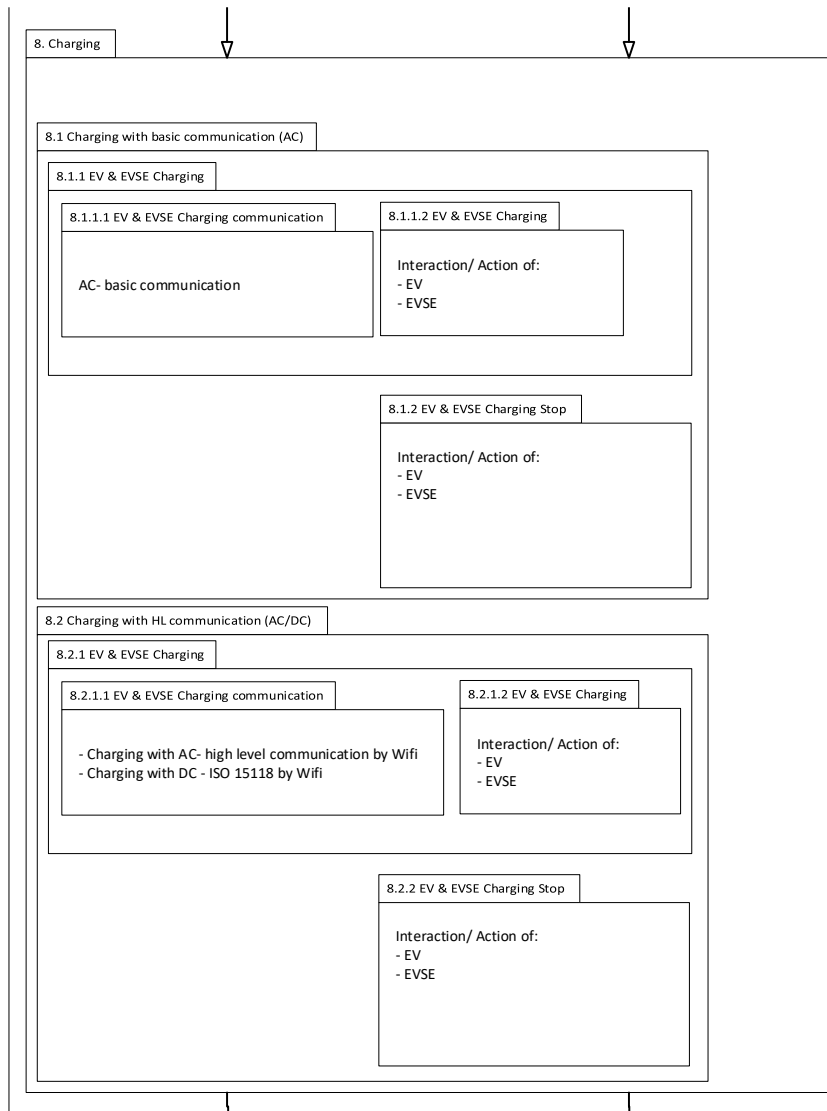 8. Charging
8.1 Charging with basic communication (AC)
8.1.1 EV & EVSE Charging
8.1.1.1 EV & EVSE Charging communication
AC- basic communication
8.1.1.2 EV & EVSE Charging
Interaction/ Action of:
- EV
- EVSE
8.1.2 EV & EVSE Charging Stop
Interaction/ Action of:
- EV
- EVSE
8.2 Charging with HL communication (AC/DC)
8.2.1 EV & EVSE Charging
8.2.1.1 EV & EVSE Charging communication
- Charging with AC- high level communication by Wifi
- Charging with DC - ISO 15118 by Wifi
8.2.1.2 EV & EVSE Charging
Interaction/ Action of:
- EV
- EVSE
8.2.2 EV & EVSE Charging Stop
Interaction/ Action of:
- EV
- EVSE